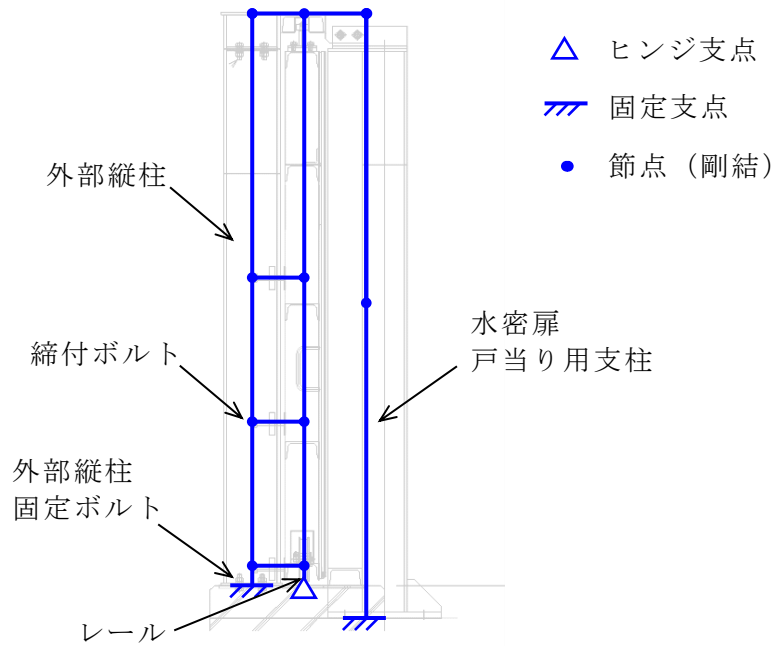 ヒンジ支点
固定支点
節点（剛結）
外部縦柱
締付ボルト
水密扉
戸当り用支柱
外部縦柱
固定ボルト
レール